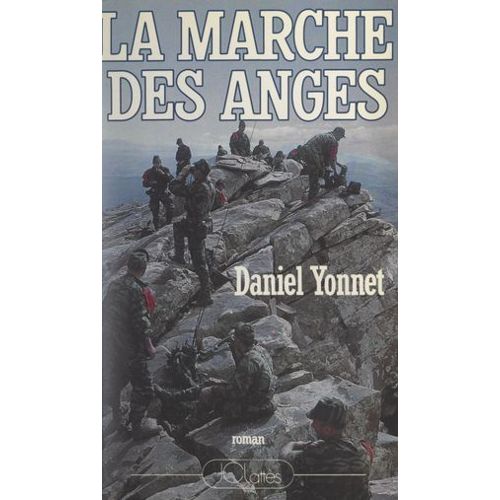 LA MARCHE
DES ANGES
Daniel Yonnet
roman
JCLattès